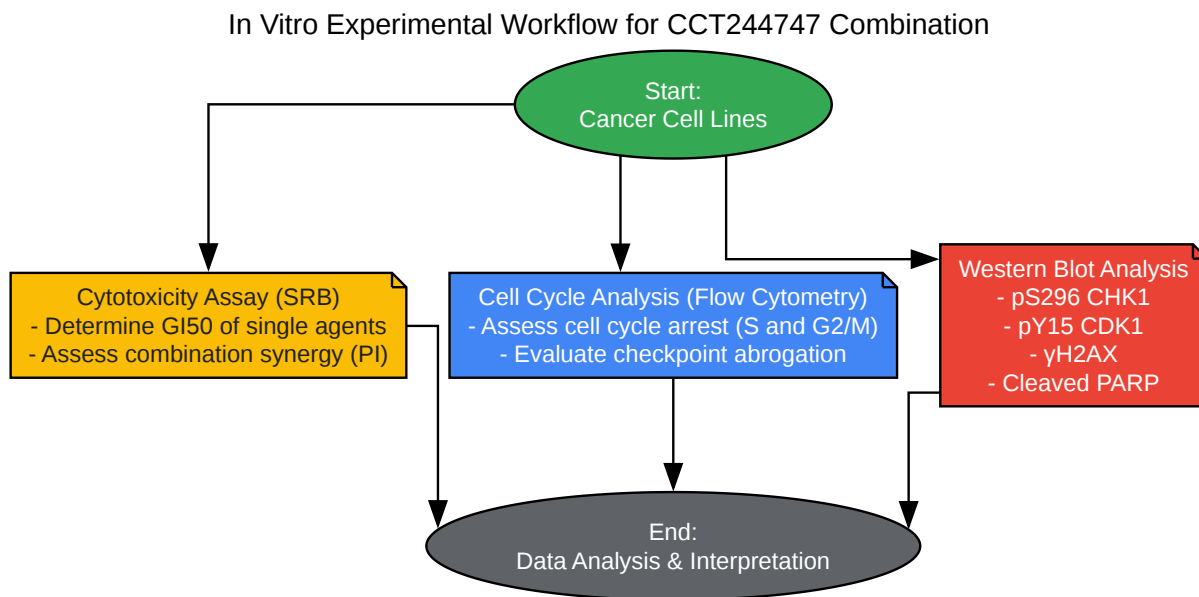 In Vitro Experimental Workflow for CCT244747 Combination
Start:
Cancer Cell Lines
Cytotoxicity Assay (SRB)
- Determine GI50 of single agents
- Assess combination synergy (PI)
Cell Cycle Analysis (Flow Cytometry)
- Assess cell cycle arrest (S and G2/M)
- Evaluate checkpoint abrogation
Western Blot Analysis
- pS296 CHK1
- pY15 CDK1
- γH2AX
- Cleaved PARP
End:
Data Analysis & Interpretation